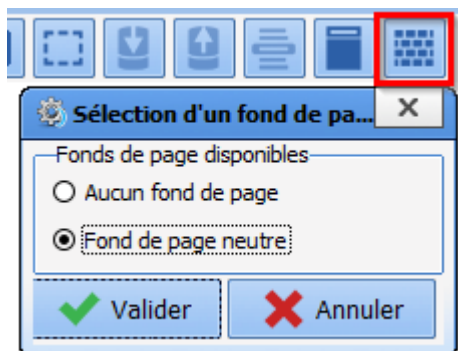 Sélection d'un fond de pa...
Fonds de page disponibles
Aucun fond de page
Fond de page neutre
Valider
Annuler